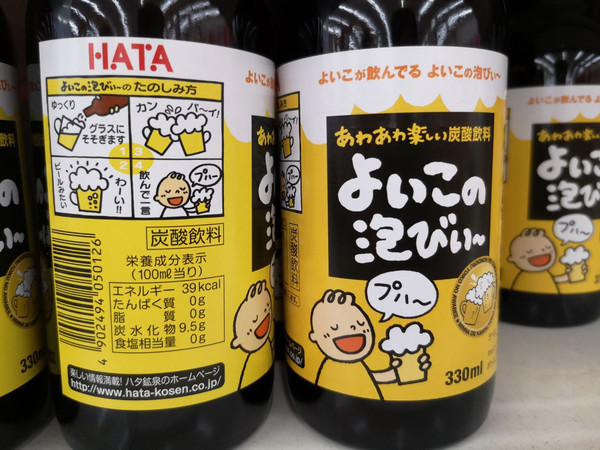 HATA
よいこの泡びぃ〜のたのしみ方
ゆっくり
グラスに
そそぎます
カン
パ〜イ!
1 3
2 4
ビールみたい
わーい!!
飲んで一言
プハ〜
炭酸飲料
栄養成分表示
(100mℓ当り)
エネルギー 39kcal
たんぱく質 0g
脂質 0g
炭水化物 9.5g
食塩相当量 0g
4 902494 050126
330mℓ
楽しい情報満載!ハタ鉱泉のホームページ
http://www.hata-kosen.co.jp/
よいこが飲んでる よいこの泡びぃ〜
あわあわ楽しい炭酸飲料
よいこの
泡びぃ〜
プハ〜
330ml
炭酸飲料
よいこが飲んでる よいこの
あわあわ楽しい
よいこ
泡び
プハ〜